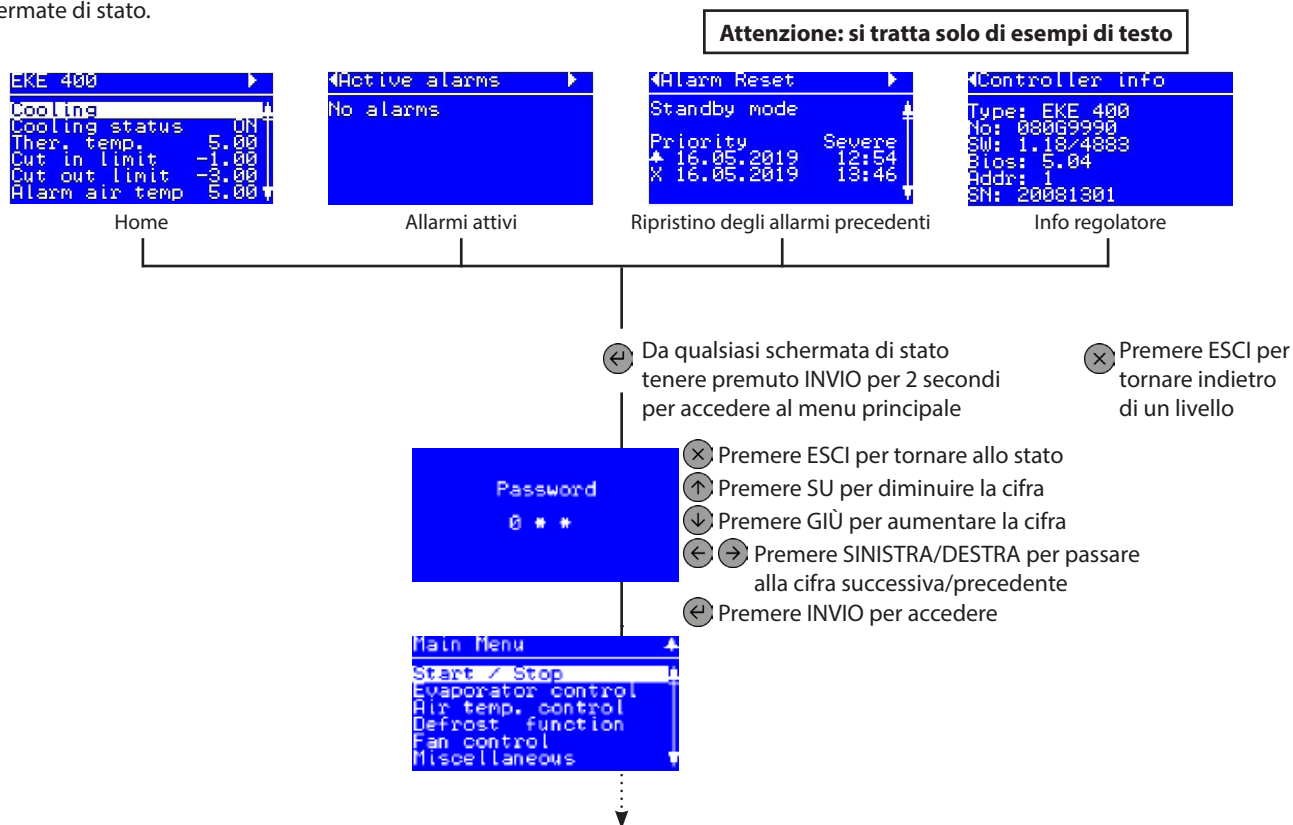 ermate di stato.
Attenzione: si tratta solo di esempi di testo
EKE 400
Cooling
Cooling status ON
Ther. temp. 5.00
Cut in limit -1.00
Cut out limit -3.00
Alarm air temp 5.00
Home
Active alarms
No alarms
Allarmi attivi
Alarm Reset
Standby mode
Priority Severe
16.05.2019 12:54
X 16.05.2019 13:46
Ripristino degli allarmi precedenti
Controller info
Type: EKE 400
No: 080G9990
SW: 1.18/4883
Bios: 5.04
Addr: 1
SN: 20081301
Info regolatore
Da qualsiasi schermata di stato
tenere premuto INVIO per 2 secondi
per accedere al menu principale
Premere ESCI per
tornare indietro
di un livello
Password
0 * *
Premere ESCI per tornare allo stato
Premere SU per diminuire la cifra
Premere GIÙ per aumentare la cifra
Premere SINISTRA/DESTRA per passare
alla cifra successiva/precedente
Premere INVIO per accedere
Main Menu
Start / Stop
Evaporator control
Air temp. control
Defrost function
Fan control
Miscellaneous